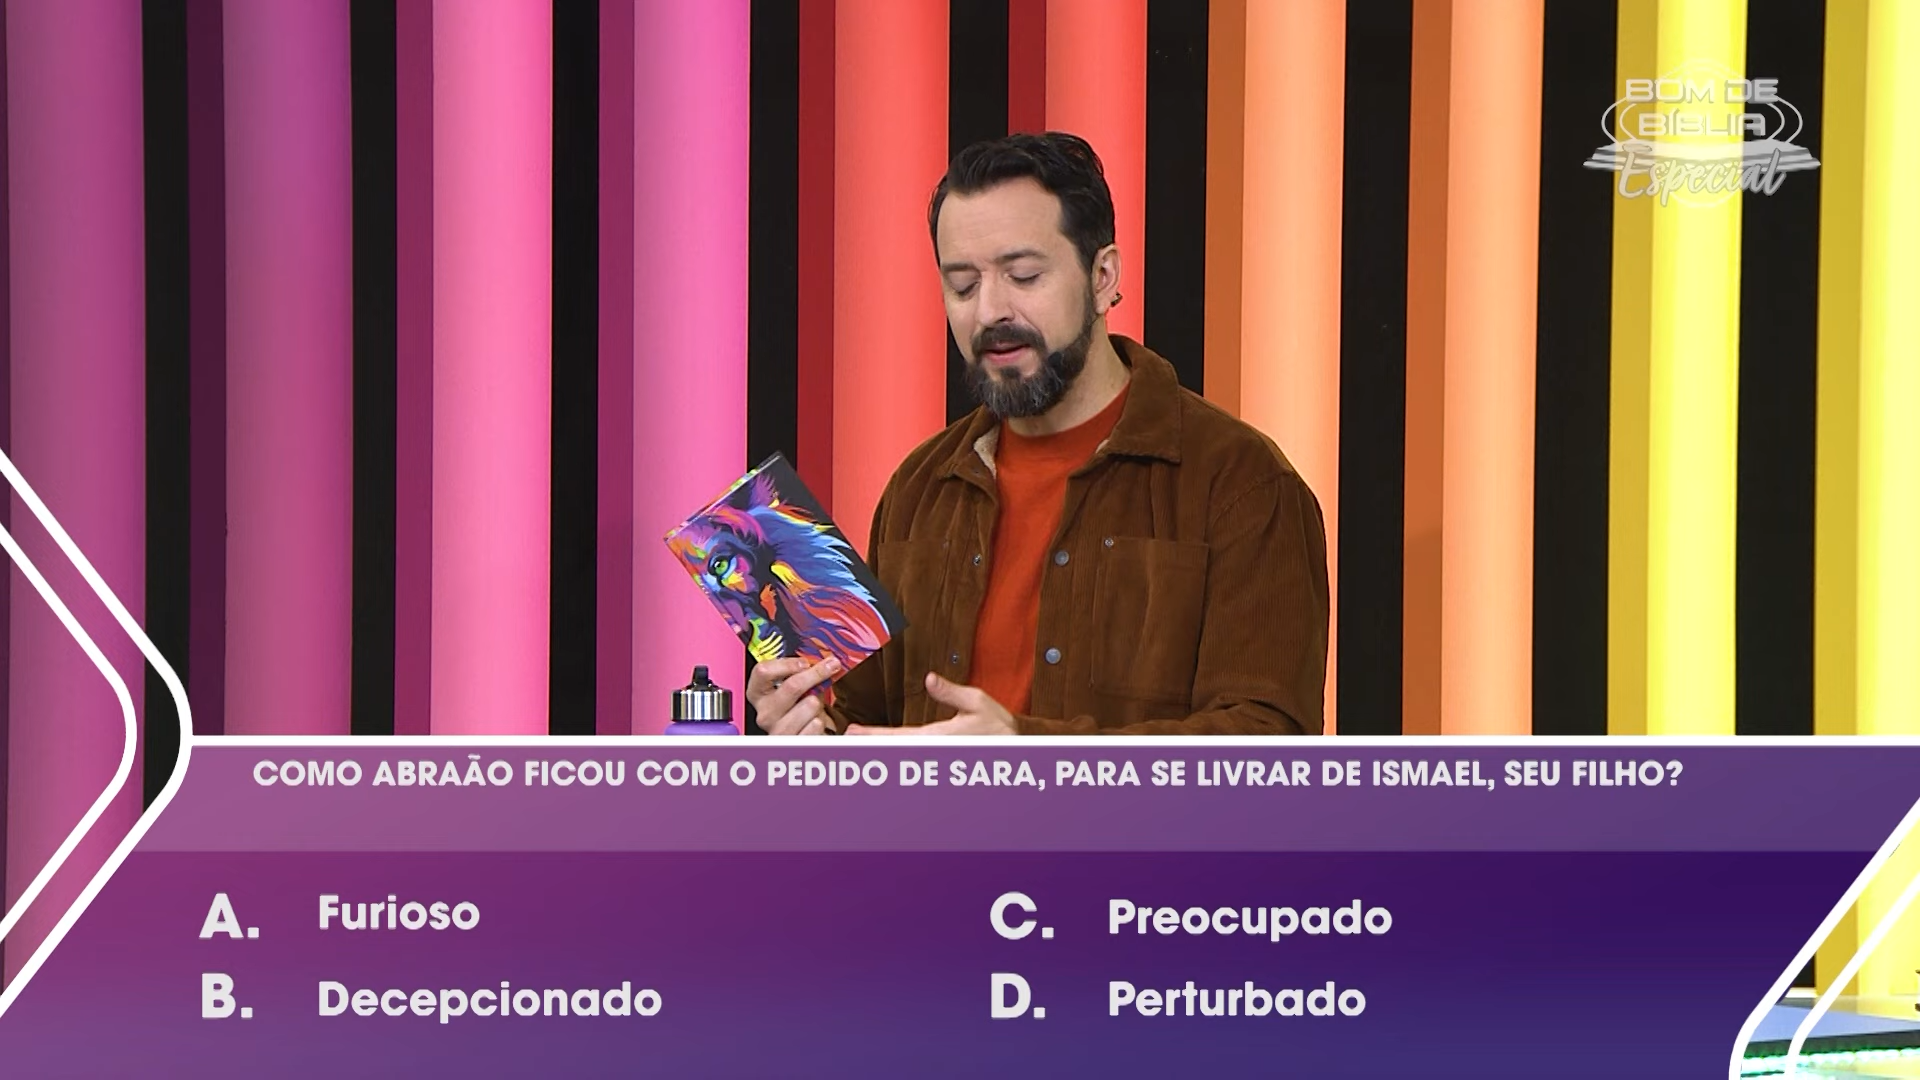 BOM DE
BÍBLIA
Especial
COMO ABRAÃO FICOU COM O PEDIDO DE SARA, PARA SE LIVRAR DE ISMAEL, SEU FILHO?
A. Furioso
B. Decepcionado
C. Preocupado
D. Perturbado